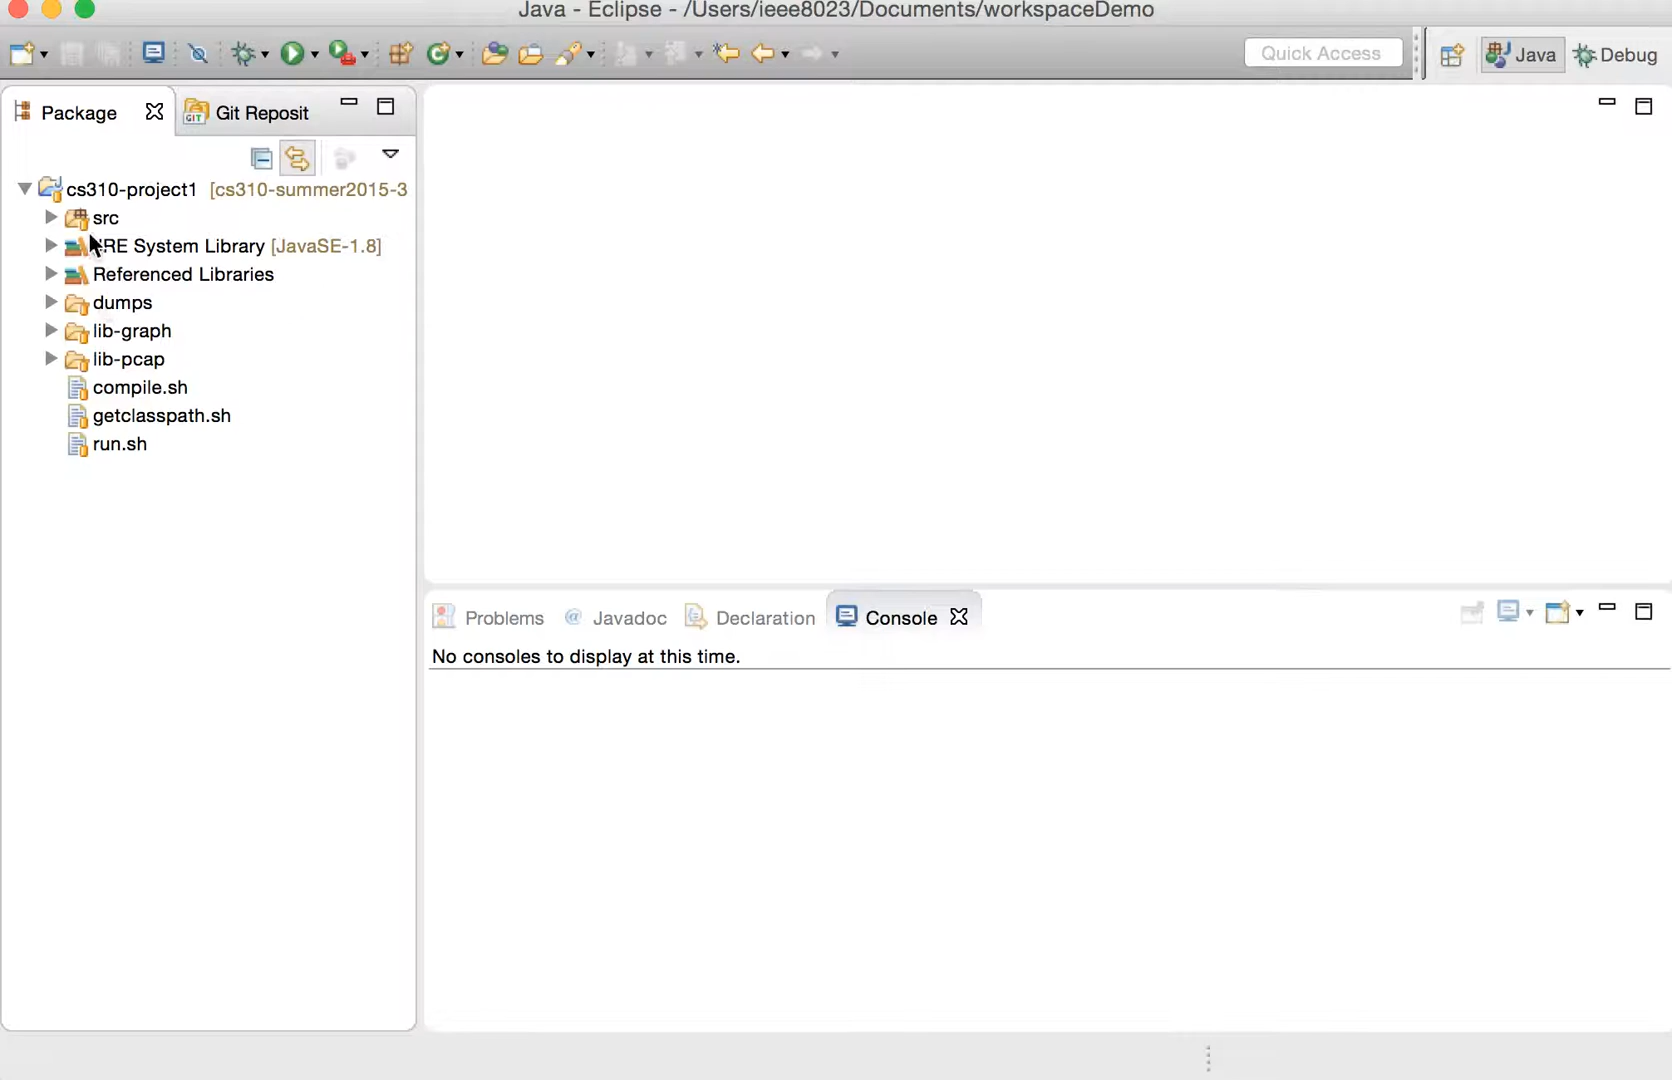 Java - Eclipse - /Users/ieee8023/Documents/workspaceDemo
Quick Access
Java
Debug
Package
GIT
Git Reposit
cs310-project1 [cs310-summer2015-3
src
RE System Library [JavaSE-1.8]
Referenced Libraries
dumps
lib-graph
lib-pcap
compile.sh
getclasspath.sh
run.sh
Problems
@ Javadoc
Declaration
Console
No consoles to display at this time.